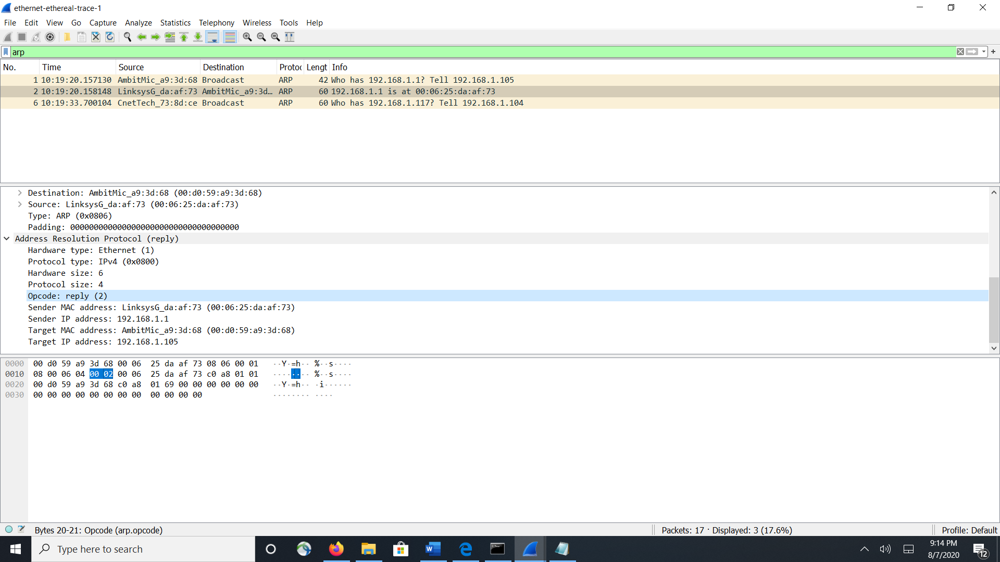 ethernet-ethereal-trace-1
File Edit View Go Capture Analyze Statistics Telephony Wireless Tools Help
arp
No. Time Source Destination Protoc Lengt Info
1 10:19:20.157130 AmbitMic_a9:3d:68 Broadcast ARP 42 Who has 192.168.1.1? Tell 192.168.1.105
2 10:19:20.158148 LinksysG_da:af:73 AmbitMic_a9:3d… ARP 60 192.168.1.1 is at 00:06:25:da:af:73
6 10:19:33.700104 CnetTech_73:8d:ce Broadcast ARP 60 Who has 192.168.1.117? Tell 192.168.1.104
Destination: AmbitMic_a9:3d:68 (00:d0:59:a9:3d:68)
Source: LinksysG_da:af:73 (00:06:25:da:af:73)
Type: ARP (0x0806)
Padding: 000000000000000000000000000000000000
Address Resolution Protocol (reply)
Hardware type: Ethernet (1)
Protocol type: IPv4 (0x0800)
Hardware size: 6
Protocol size: 4
Opcode: reply (2)
Sender MAC address: LinksysG_da:af:73 (00:06:25:da:af:73)
Sender IP address: 192.168.1.1
Target MAC address: AmbitMic_a9:3d:68 (00:d0:59:a9:3d:68)
Target IP address: 192.168.1.105
0000 00 d0 59 a9 3d 68 00 06 25 da af 73 08 06 00 01 ··Y·=h·· %··s····
0010 08 00 06 04 00 02 00 06 25 da af 73 c0 a8 01 01 ········ %··s····
0020 00 d0 59 a9 3d 68 c0 a8 01 69 00 00 00 00 00 00 ··Y·=h·· ·i······
0030 00 00 00 00 00 00 00 00 00 00 00 00 ········ ····
Bytes 20-21: Opcode (arp.opcode)
Packets: 17 · Displayed: 3 (17.6%)
Profile: Default
Type here to search
9:14 PM
8/7/2020
12